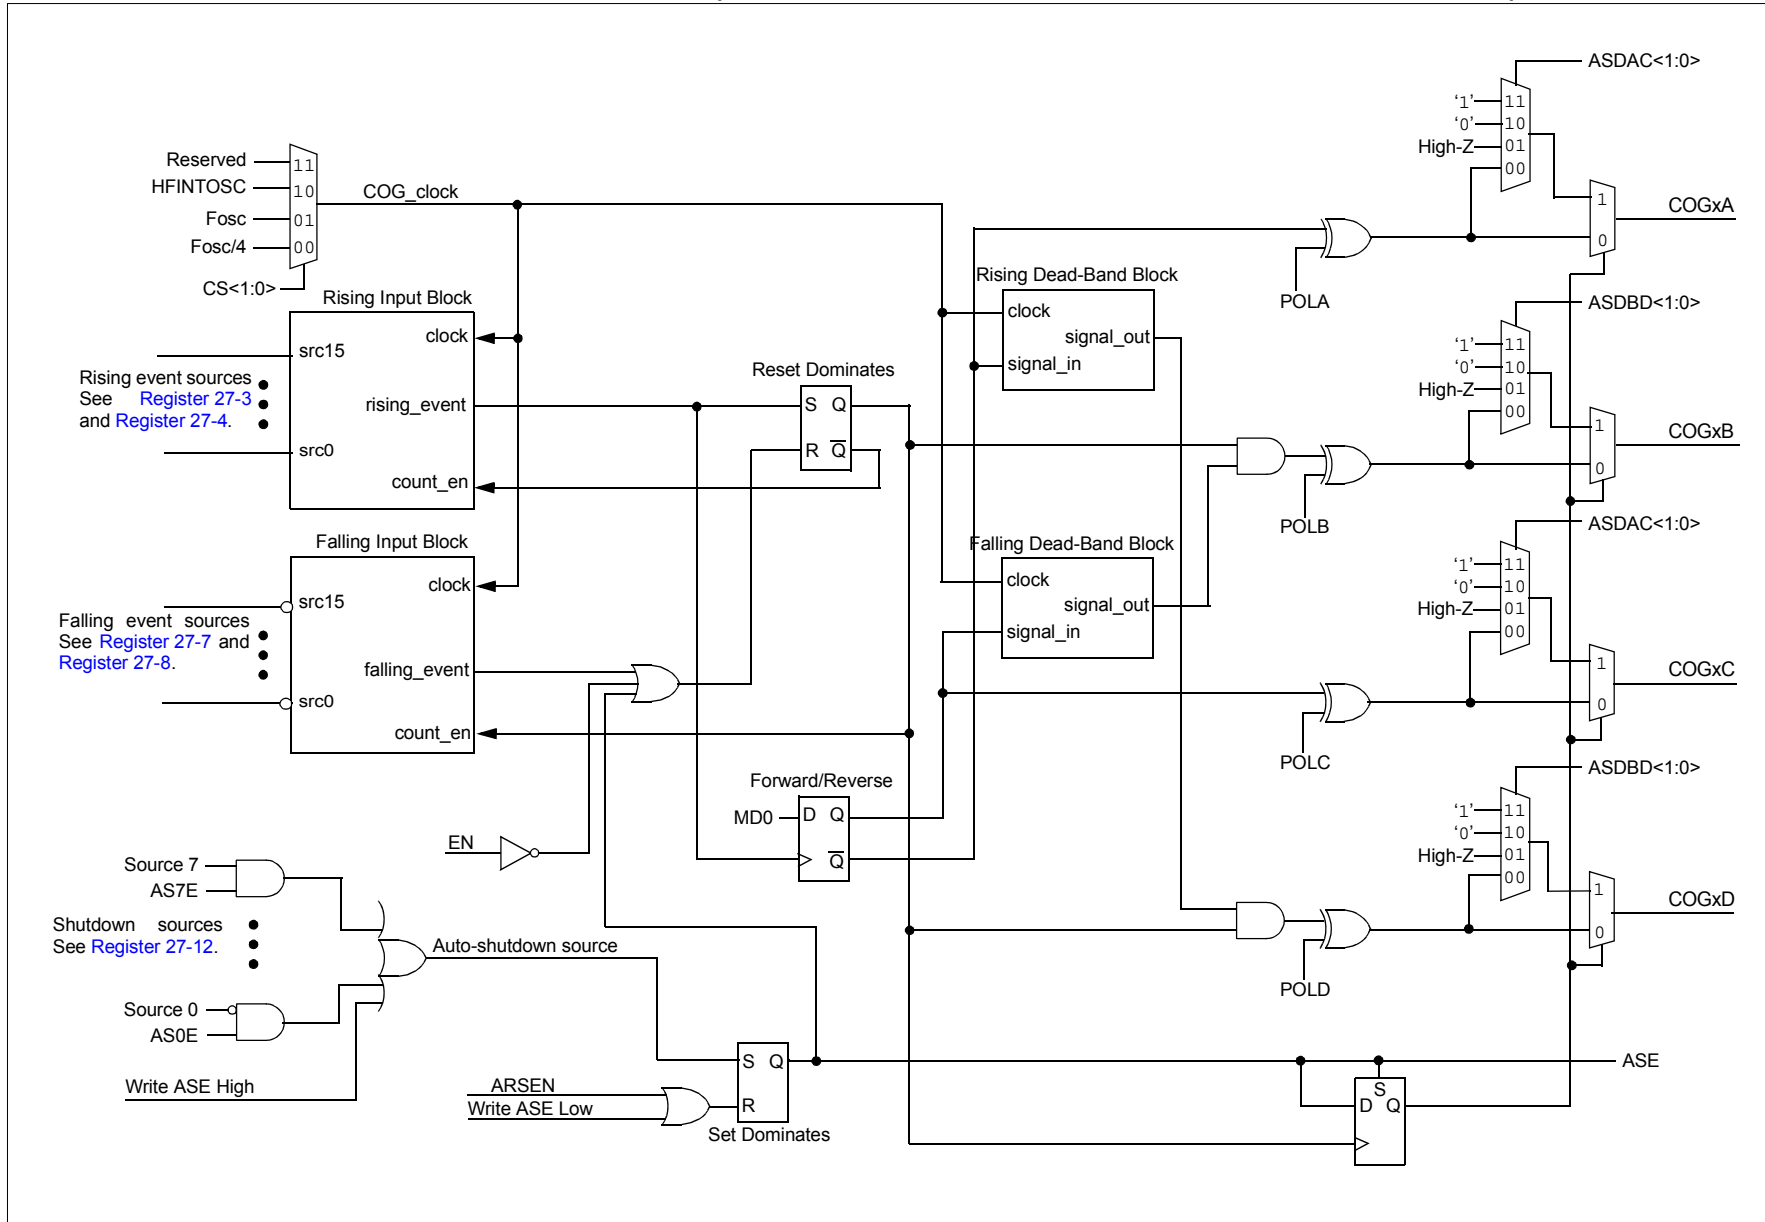 Reserved
HFINTOSC
Fosc
Fosc/4
11
10
01
00
CS<1:0>
COG_clock
Rising Input Block
clock
src15
rising_event
src0
count_en
Rising event sources
See Register 27-3
and Register 27-4.
Falling Input Block
clock
src15
falling_event
src0
count_en
Falling event sources
See Register 27-7 and
Register 27-8.
Reset Dominates
S Q
R Q
Forward/Reverse
MD0
D Q
Q
EN
Source 7
AS7E
Shutdown sources
See Register 27-12.
Source 0
AS0E
Write ASE High
Auto-shutdown source
ARSEN
Write ASE Low
S Q
R
Set Dominates
Rising Dead-Band Block
clock
signal_out
signal_in
Falling Dead-Band Block
clock
signal_out
signal_in
POLA
ASDAC<1:0>
'1'
'0'
High-Z
11
10
01
00
1
0
COGxA
POLB
ASDBD<1:0>
'1'
'0'
High-Z
11
10
01
00
1
0
COGxB
POLC
ASDAC<1:0>
'1'
'0'
High-Z
11
10
01
00
1
0
COGxC
POLD
ASDBD<1:0>
'1'
'0'
High-Z
11
10
01
00
1
0
COGxD
ASE
S
D Q